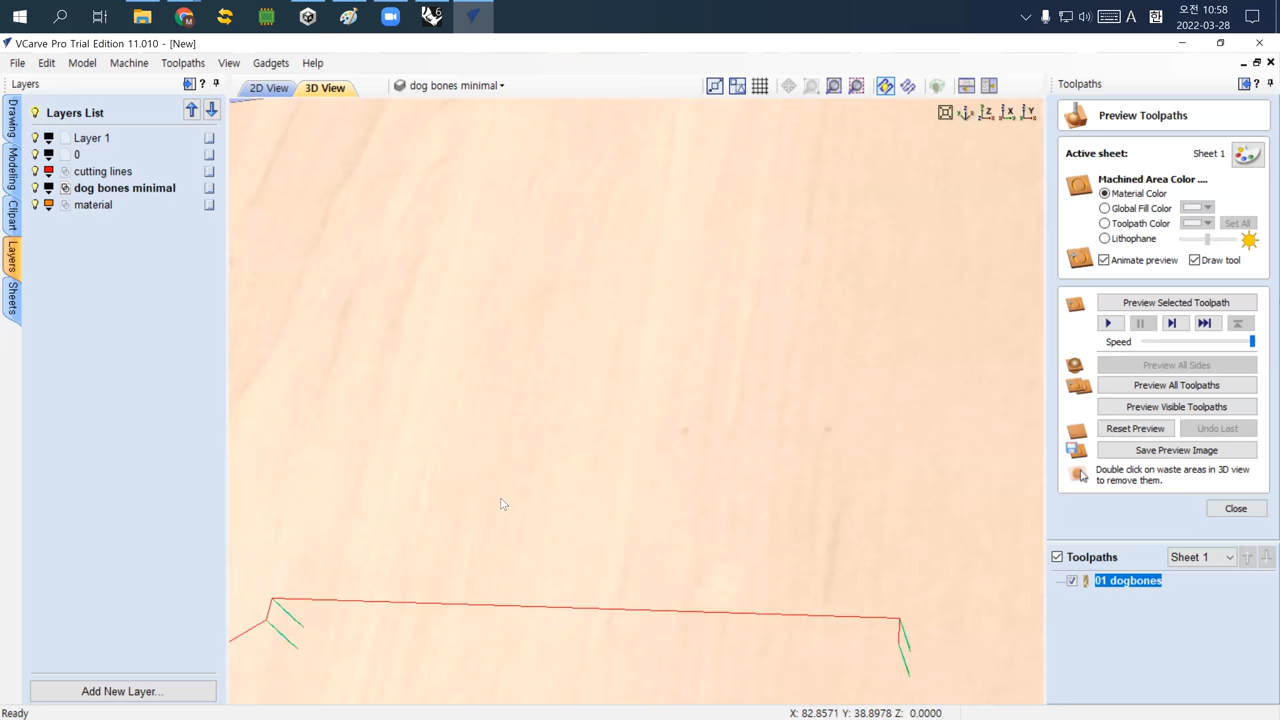 6
A
한
오전 10:58
2022-03-28
VCarve Pro Trial Edition 11.010 - [New]
File Edit Model Machine Toolpaths View Gadgets Help
Layers
?
2D View
3D View
dog bones minimal
Toolpaths
?
Drawing
Modeling
Clipart
Layers
Sheets
Layers List
Layer 1
0
cutting lines
dog bones minimal
material
Add New Layer...
Z
X
Y
Preview Toolpaths
Active sheet: Sheet 1
Machined Area Color ....
Material Color
Global Fill Color
Toolpath Color
Set All
Lithophane
Animate preview
Draw tool
Preview Selected Toolpath
Speed
Preview All Sides
Preview All Toolpaths
Preview Visible Toolpaths
Reset Preview
Undo Last
Save Preview Image
Double click on waste areas in 3D view
to remove them.
Close
Toolpaths
Sheet 1
01 dogbones
Ready
X: 82.8571 Y: 38.8978 Z: 0.0000